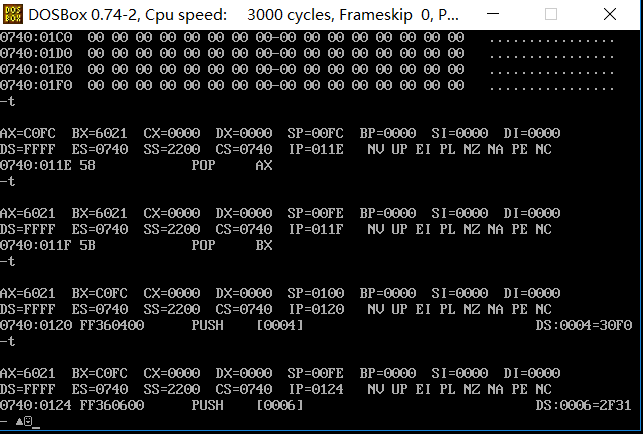 DOSBox 0.74-2, Cpu speed:    3000 cycles, Frameskip  0, P...
0740:01C0  00 00 00 00 00 00 00 00-00 00 00 00 00 00 00 00   ................
0740:01D0  00 00 00 00 00 00 00 00-00 00 00 00 00 00 00 00   ................
0740:01E0  00 00 00 00 00 00 00 00-00 00 00 00 00 00 00 00   ................
0740:01F0  00 00 00 00 00 00 00 00-00 00 00 00 00 00 00 00   ................
-t
AX=C0FC  BX=6021  CX=0000  DX=0000  SP=00FC  BP=0000  SI=0000  DI=0000
DS=FFFF  ES=0740  SS=2200  CS=0740  IP=011E   NV UP EI PL NZ NA PE NC
0740:011E 58            POP     AX
-t
AX=6021  BX=6021  CX=0000  DX=0000  SP=00FE  BP=0000  SI=0000  DI=0000
DS=FFFF  ES=0740  SS=2200  CS=0740  IP=011F   NV UP EI PL NZ NA PE NC
0740:011F 5B            POP     BX
-t
AX=6021  BX=C0FC  CX=0000  DX=0000  SP=0100  BP=0000  SI=0000  DI=0000
DS=FFFF  ES=0740  SS=2200  CS=0740  IP=0120   NV UP EI PL NZ NA PE NC
0740:0120 FF360400      PUSH    [0004]                             DS:0004=30F0
-t
AX=6021  BX=C0FC  CX=0000  DX=0000  SP=00FE  BP=0000  SI=0000  DI=0000
DS=FFFF  ES=0740  SS=2200  CS=0740  IP=0124   NV UP EI PL NZ NA PE NC
0740:0124 FF360600      PUSH    [0006]                             DS:0006=2F31
-